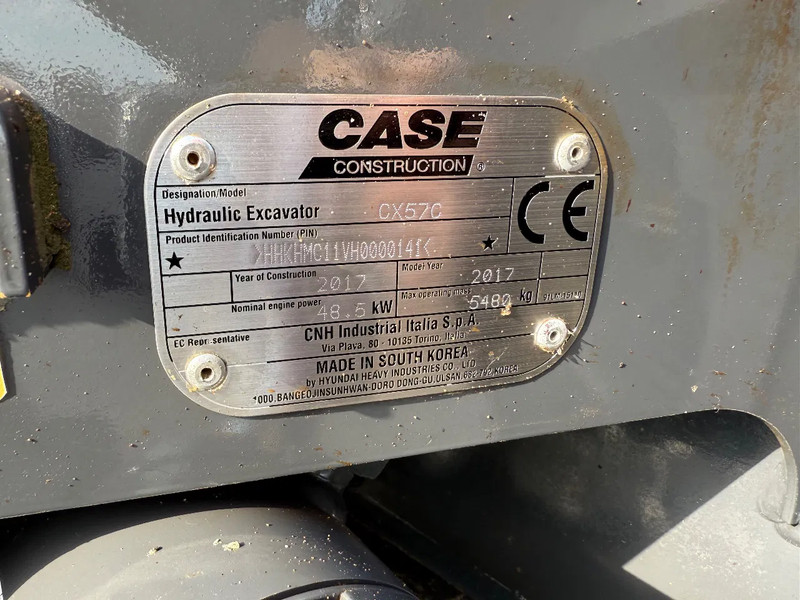 CASE
CONSTRUCTION ®
Designation/Model
Hydraulic Excavator CX57C
Product Identification Number (PIN)
★ >HHKHMC11VH0000141< ★
CE
Year of Construction 2017 Model Year 2017
Nominal engine power 48.5 kW Max operating mass 5480 kg
EC Representative CNH Industrial Italia S.p.A.
Via Plava, 80 - 10135 Torino, Italia
MADE IN SOUTH KOREA
by HYUNDAI HEAVY INDUSTRIES CO., LTD
1000, BANGEOJINSUNHWAN-DORO DONG-GU, ULSAN, 682-792, KOREA